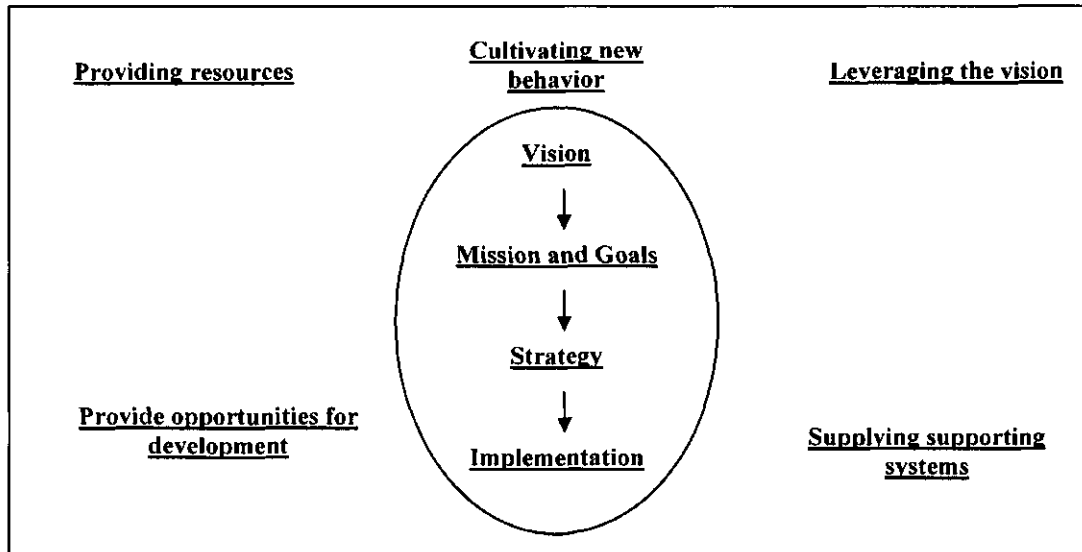 Providing resources
Cultivating new
behavior
Leveraging the vision
Vision
Mission and Goals
Strategy
Implementation
Provide opportunities for
development
Supplying supporting
systems